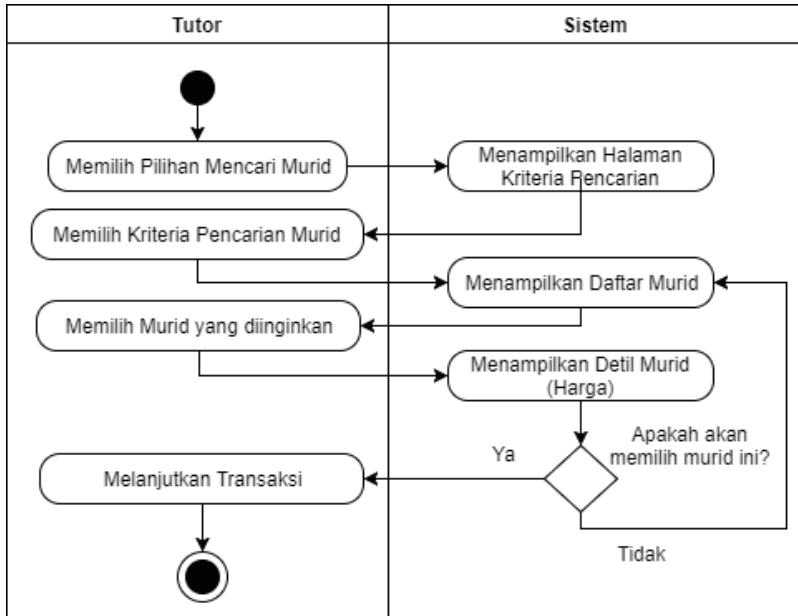 Tutor
Sistem
Memilih Pilihan Mencari Murid
Menampilkan Halaman
Kriteria Pencarian
Memilih Kriteria Pencarian Murid
Menampilkan Daftar Murid
Memilih Murid yang diinginkan
Menampilkan Detil Murid
(Harga)
Apakah akan
memilih murid ini?
Ya
Melanjutkan Transaksi
Tidak